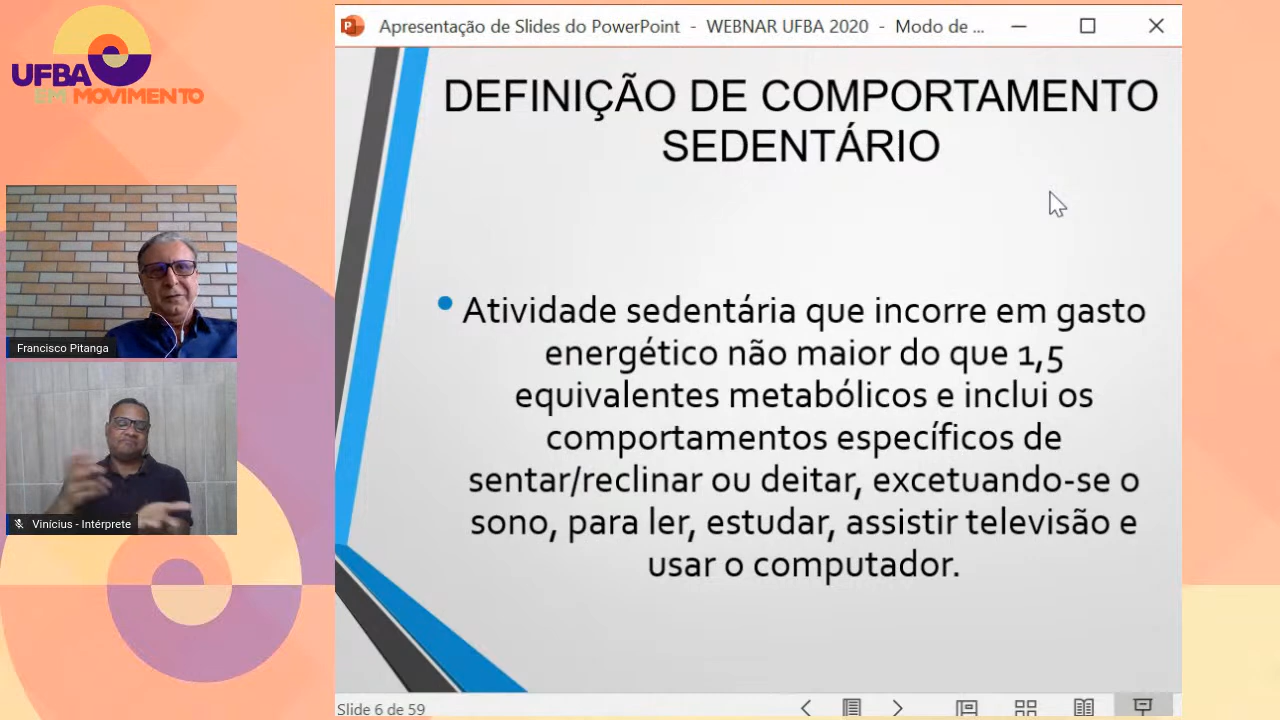 UFBA
EM MOVIMENTO
Apresentação de Slides do PowerPoint - WEBNAR UFBA 2020 - Modo de ...
DEFINIÇÃO DE COMPORTAMENTO
SEDENTÁRIO
Atividade sedentária que incorre em gasto
energético não maior do que 1,5
equivalentes metabólicos e inclui os
comportamentos específicos de
sentar/reclinar ou deitar, excetuando-se o
sono, para ler, estudar, assistir televisão e
usar o computador.
Francisco Pitanga
Vinícius - Intérprete
Slide 6 de 59